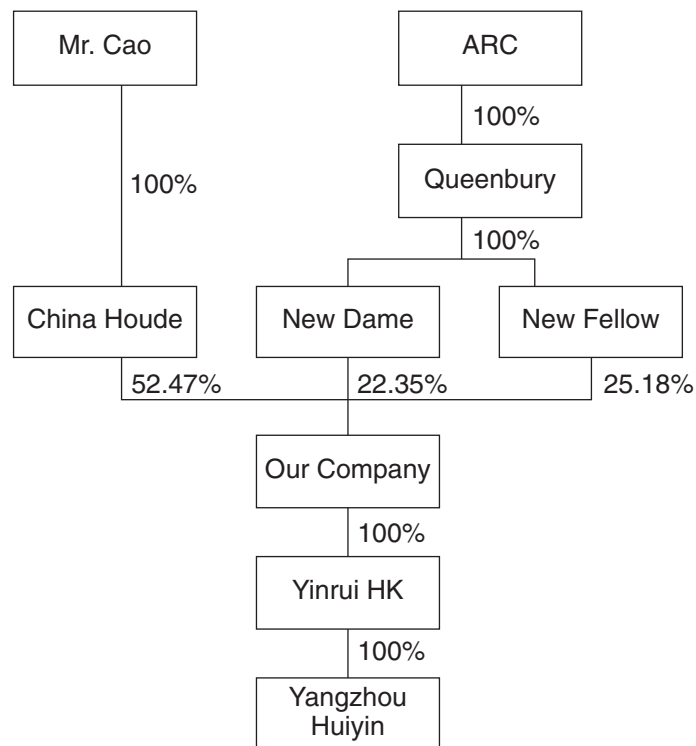 Mr. Cao
ARC
100%
Queenbury
100%
100%
China Houde
New Dame
New Fellow
52.47%
22.35%
25.18%
Our Company
100%
Yinrui HK
100%
Yangzhou
Huiyin